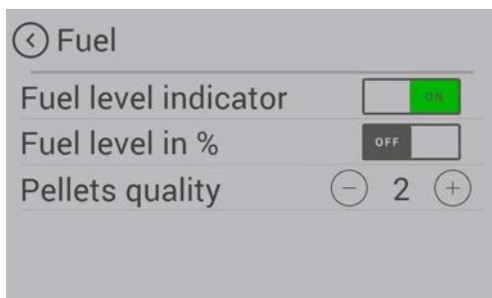 Fuel
Fuel level indicator ON
Fuel level in % OFF
Pellets quality - 2 +